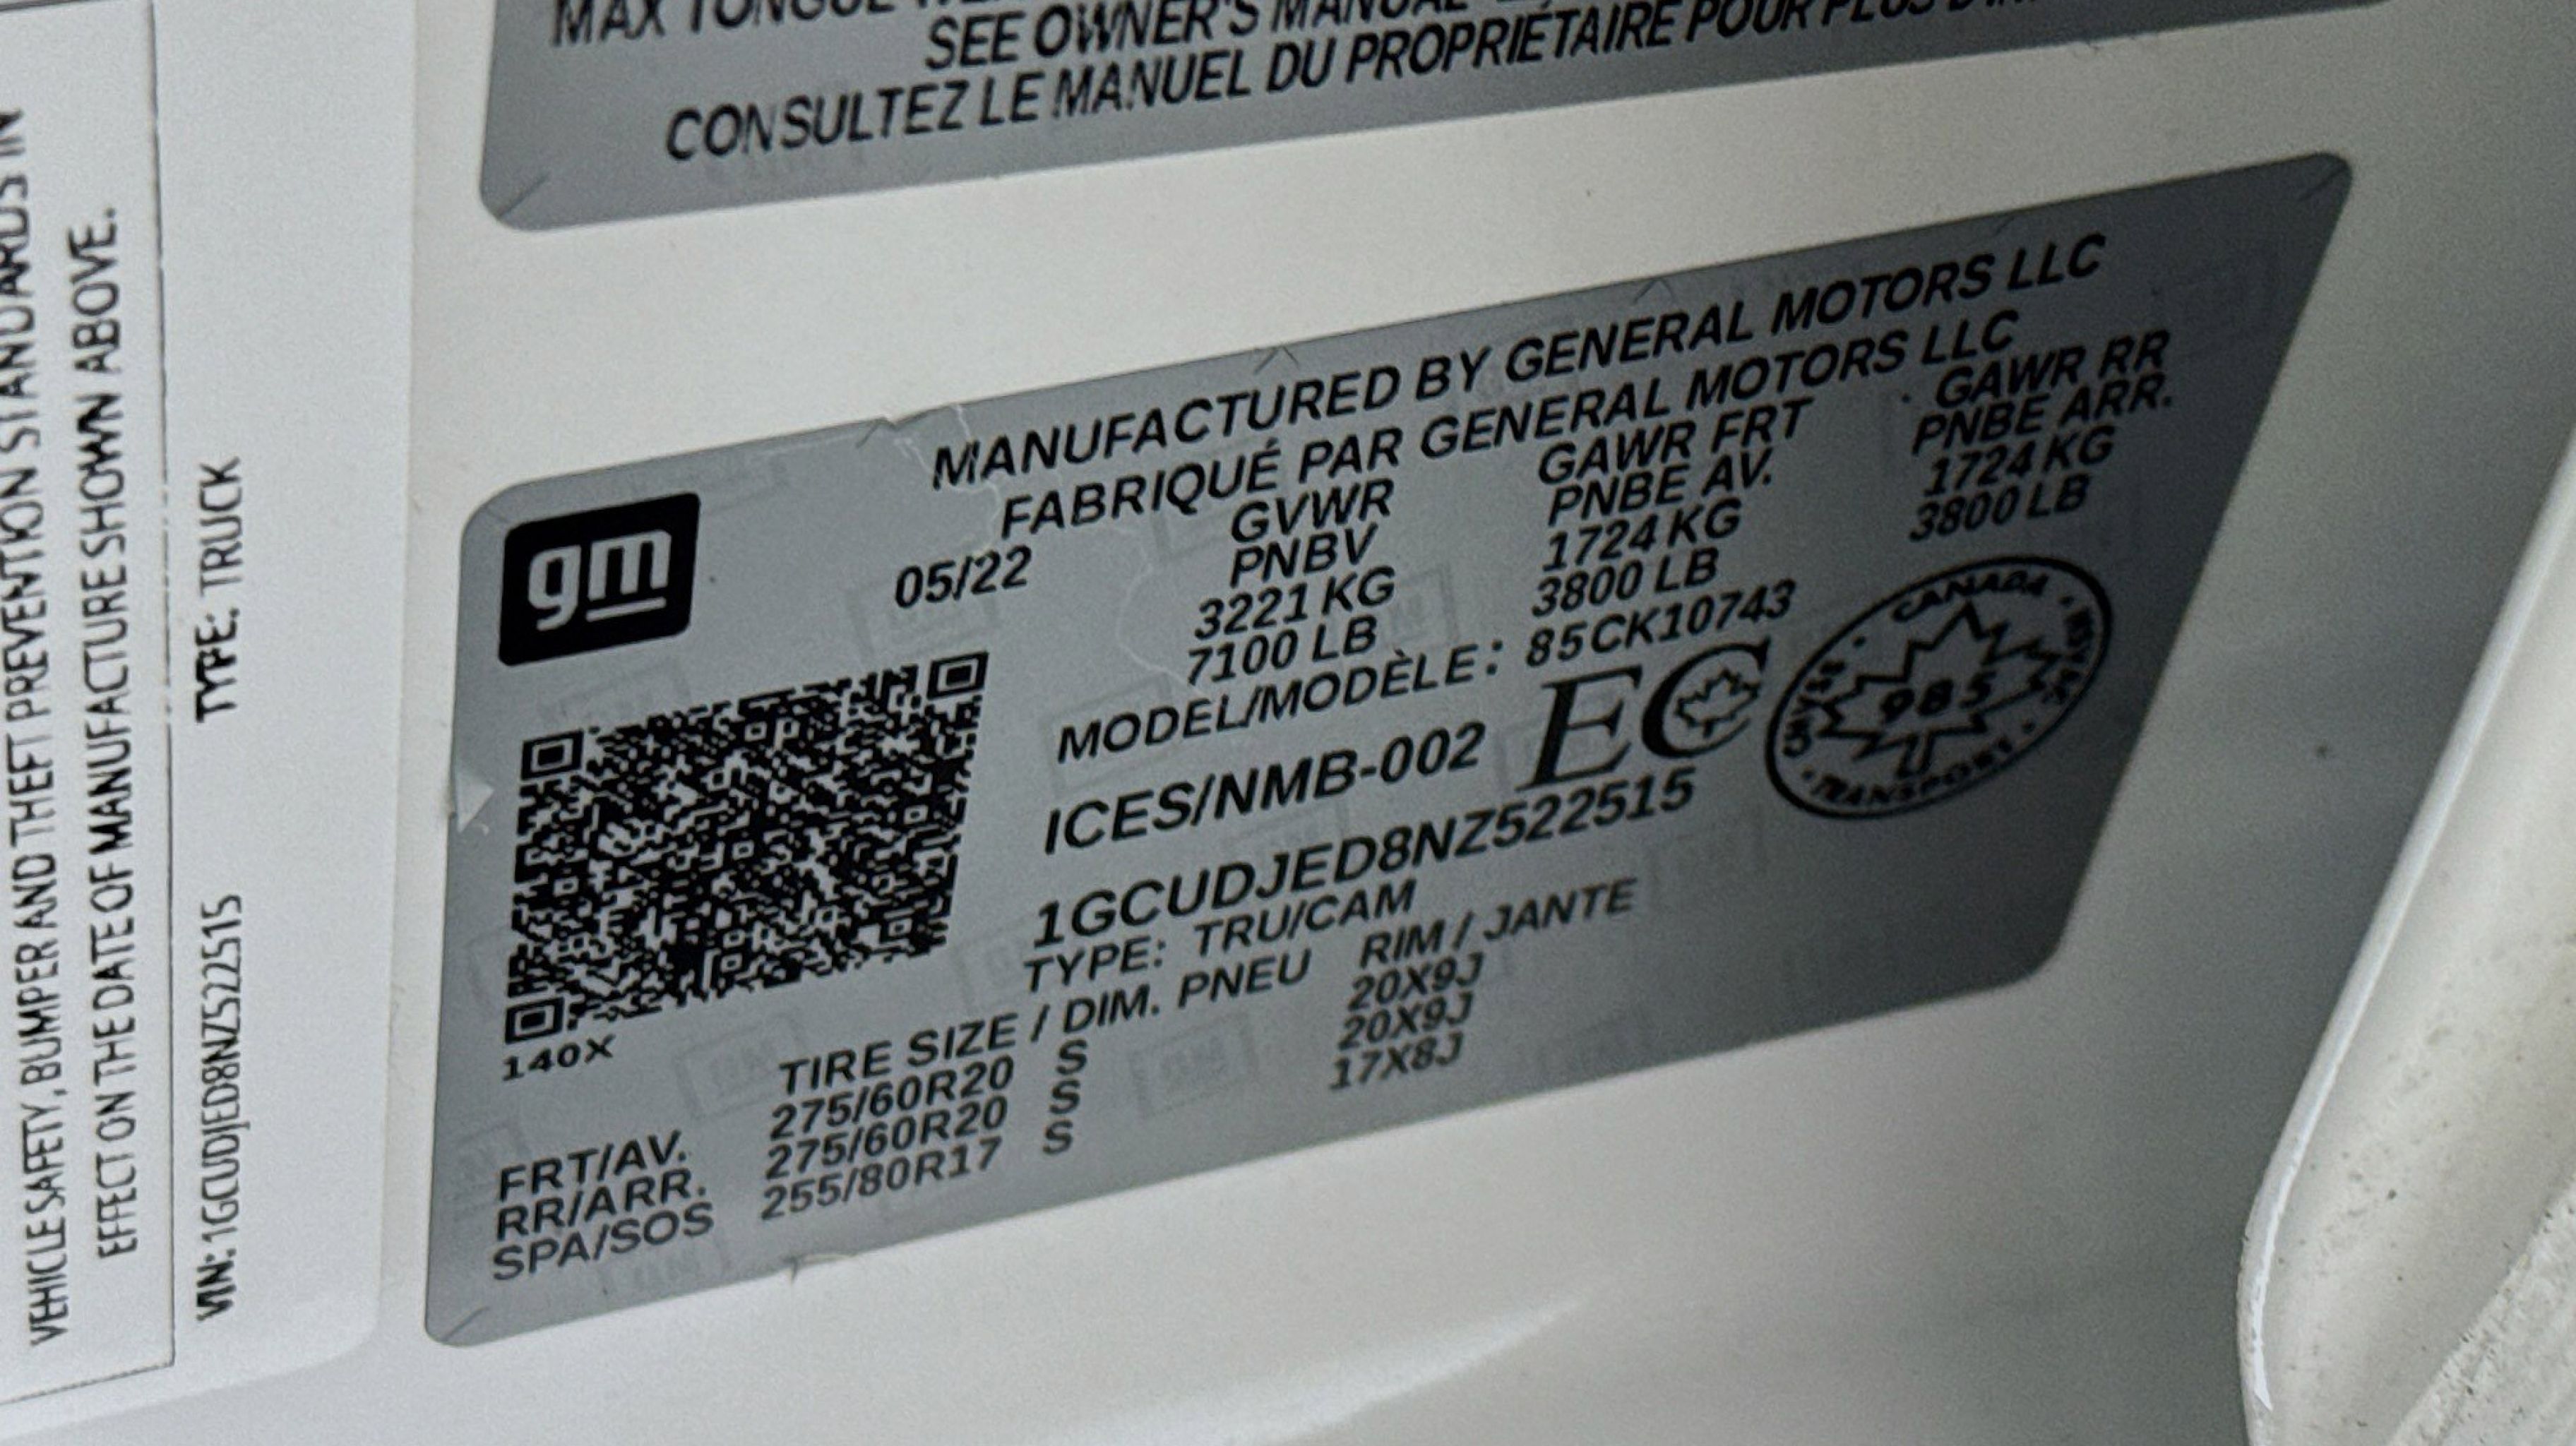 MAX TONGUE
SEE OWNER'S MANUAL
CONSULTEZ LE MANUEL DU PROPRIÉTAIRE POUR PLUS
VEHICLE SAFETY, BUMPER AND THEFT PREVENTION STANDARDS IN
EFFECT ON THE DATE OF MANUFACTURE SHOWN ABOVE.
VIN: 1GCUDJED8NZ522515 TYPE: TRUCK
gm
MANUFACTURED BY GENERAL MOTORS LLC
FABRIQUÉ PAR GENERAL MOTORS LLC
05/22
GVWR GAWR FRT GAWR RR
PNBV PNBE AV. PNBE ARR.
3221 KG 1724 KG 1724 KG
7100 LB 3800 LB 3800 LB
MODEL/MODÈLE: 85CK10743
ICES/NMB-002 EC
CANADA
985
TRANSPORT
1GCUDJED8NZ522515
TYPE: TRU/CAM
140X
TIRE SIZE / DIM. PNEU RIM / JANTE
FRT/AV. 275/60R20 S 20X9J
RR/ARR. 275/60R20 S 20X9J
SPA/SOS 255/80R17 S 17X8J